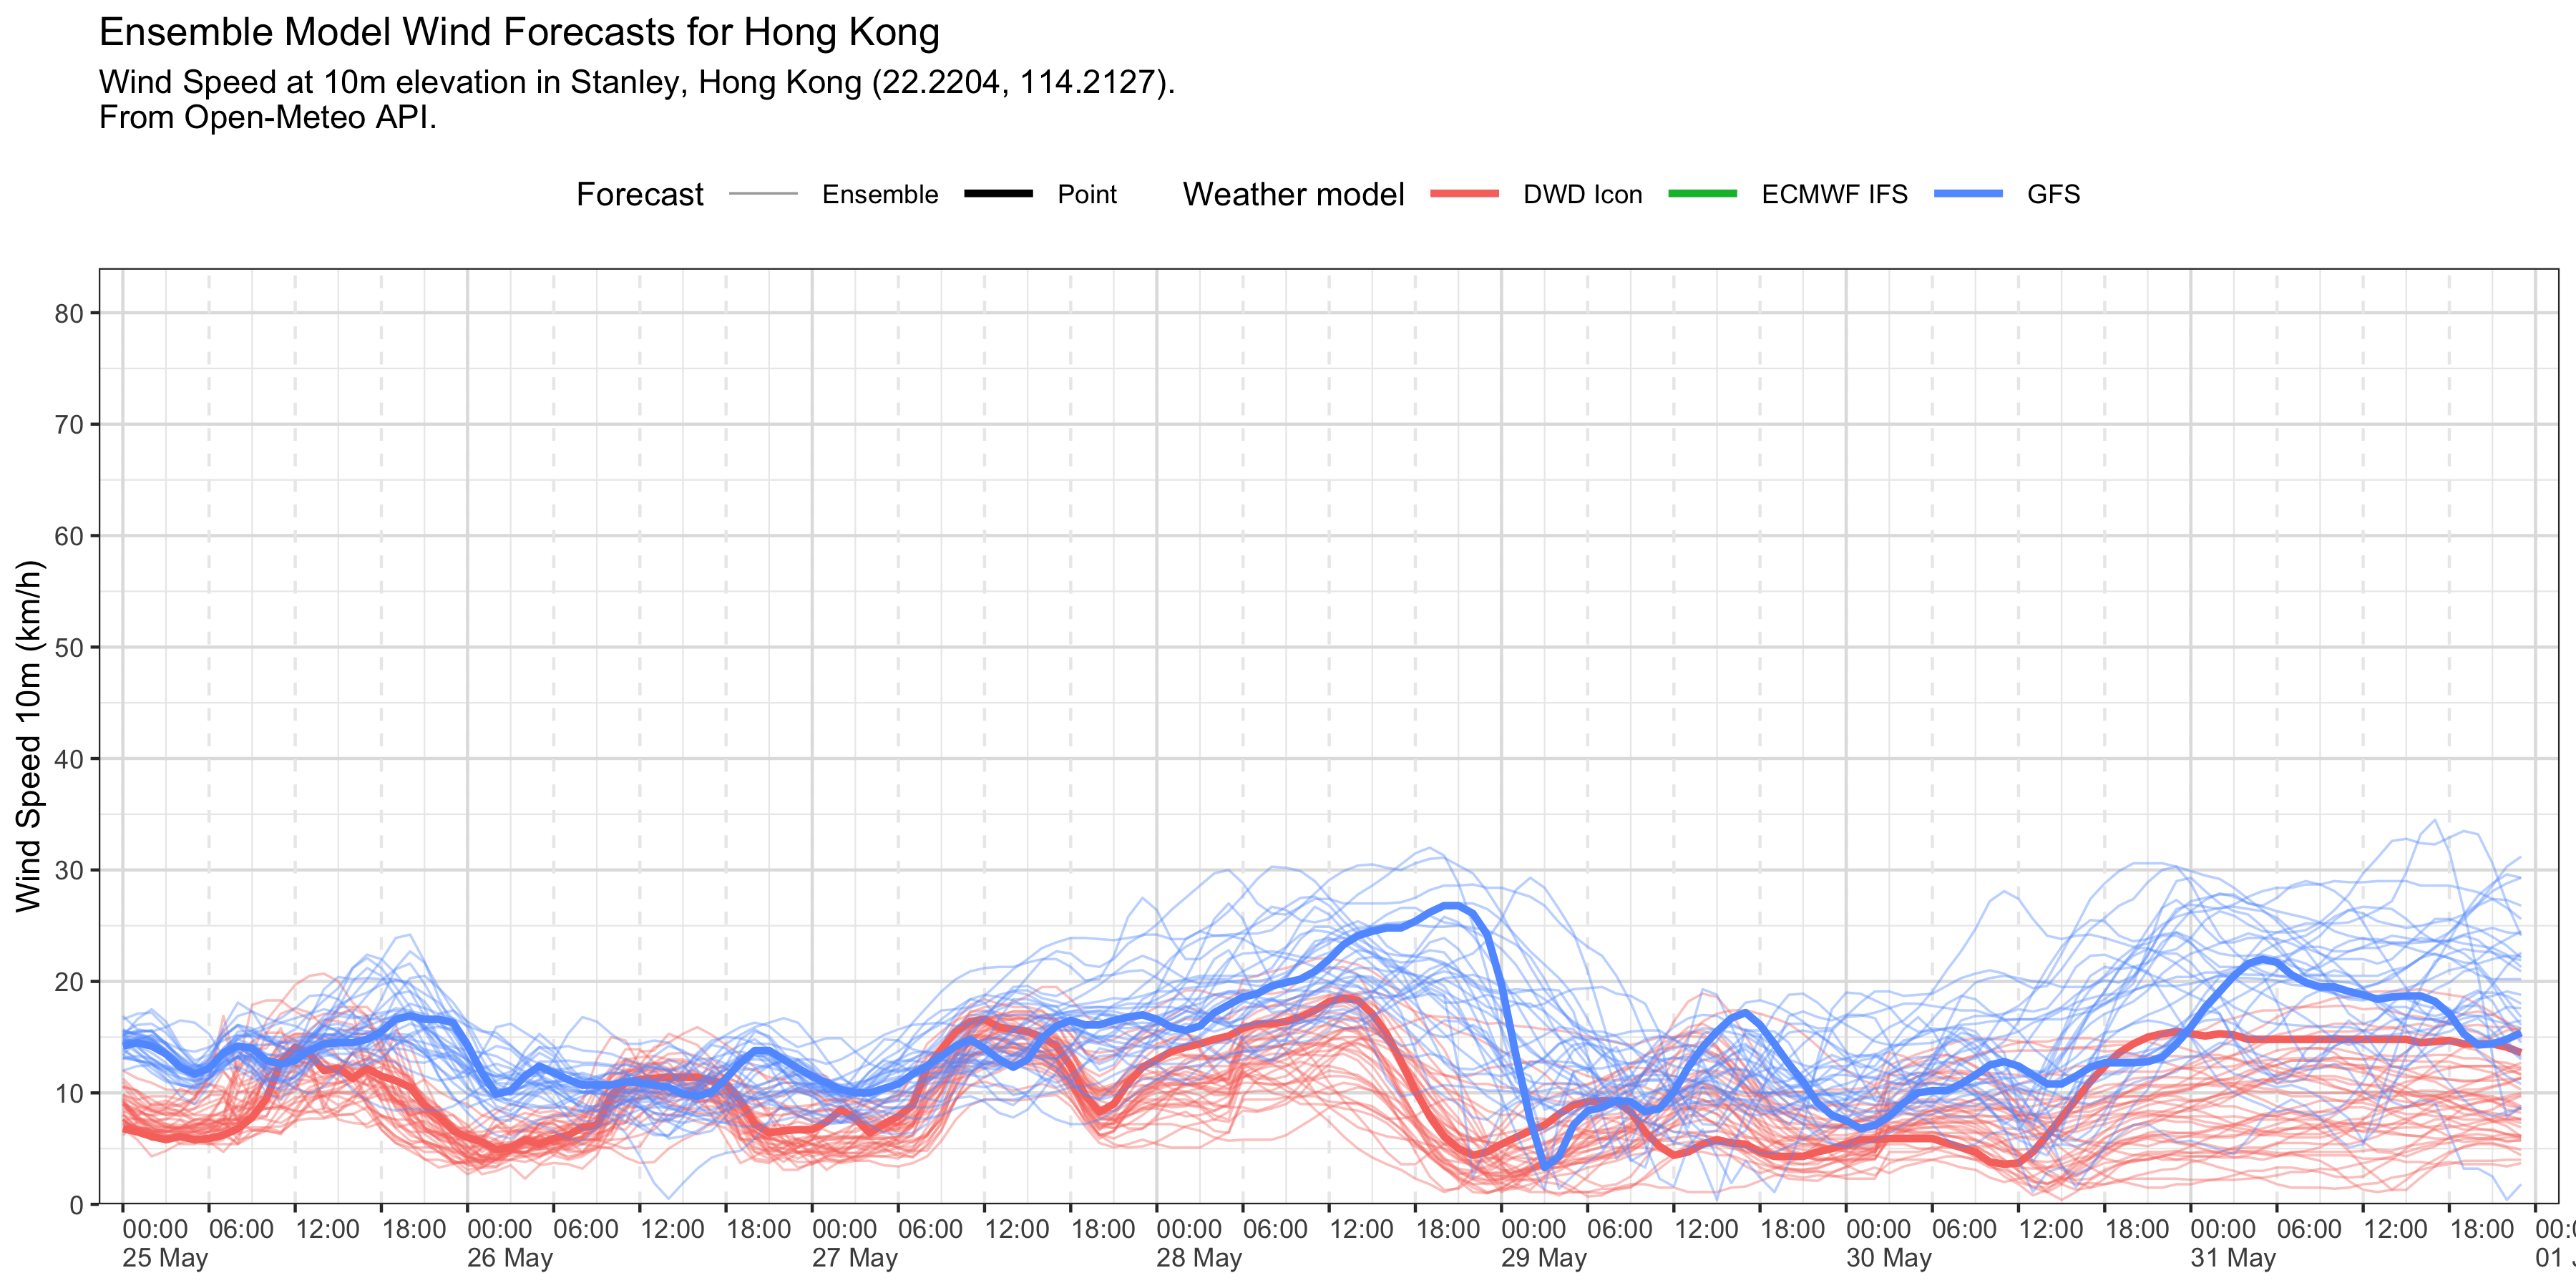 Ensemble Model Wind Forecasts for Hong Kong
Wind Speed at 10m elevation in Stanley, Hong Kong (22.2204, 114.2127).
From Open-Meteo API.
Forecast Ensemble Point Weather model DWD Icon ECMWF IFS GFS
Wind Speed 10m (km/h)
80
70
60
50
40
30
20
10
0
00:00 06:00 12:00 18:00 00:00 06:00 12:00 18:00 00:00 06:00 12:00 18:00 00:00 06:00 12:00 18:00 00:00 06:00 12:00 18:00 00:00 06:00 12:00 18:00 00:00 06:00 12:00 18:00
25 May 26 May 27 May 28 May 29 May 30 May 31 May 01